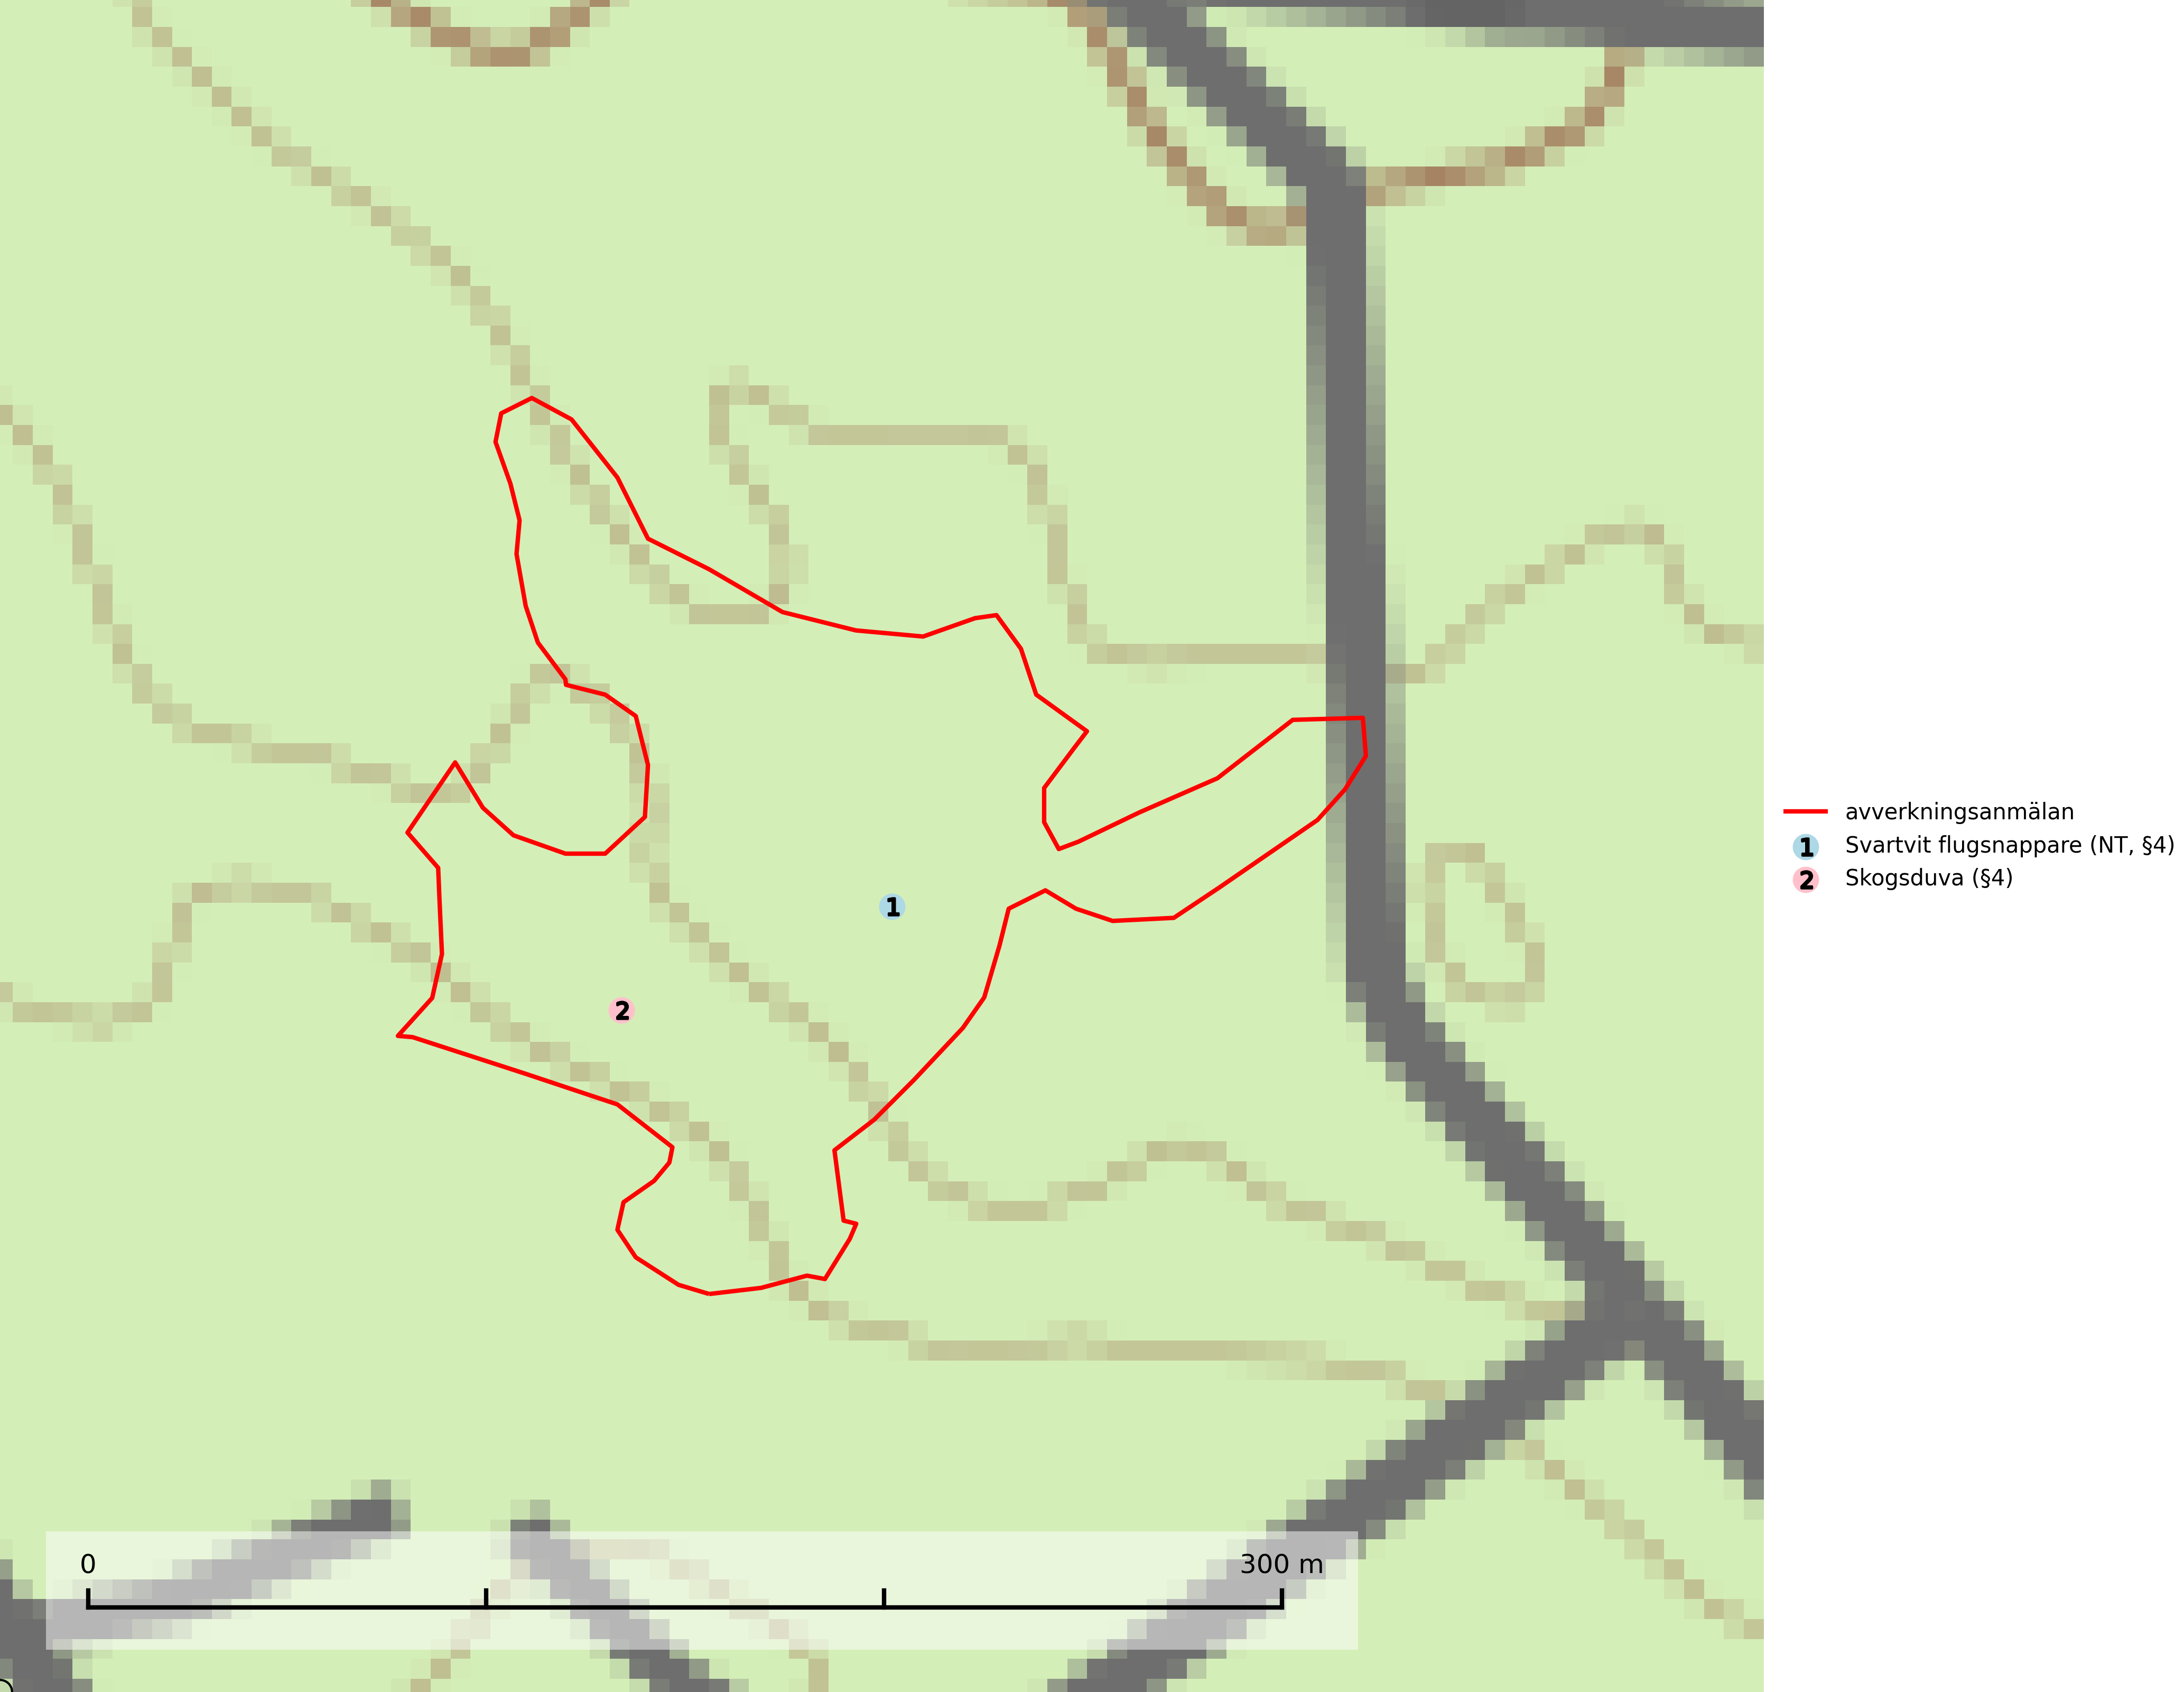 avverkningsanmälan
1 Svartvit flugsnappare (NT, §4)
2 Skogsduva (§4)
1
2
0 300 m